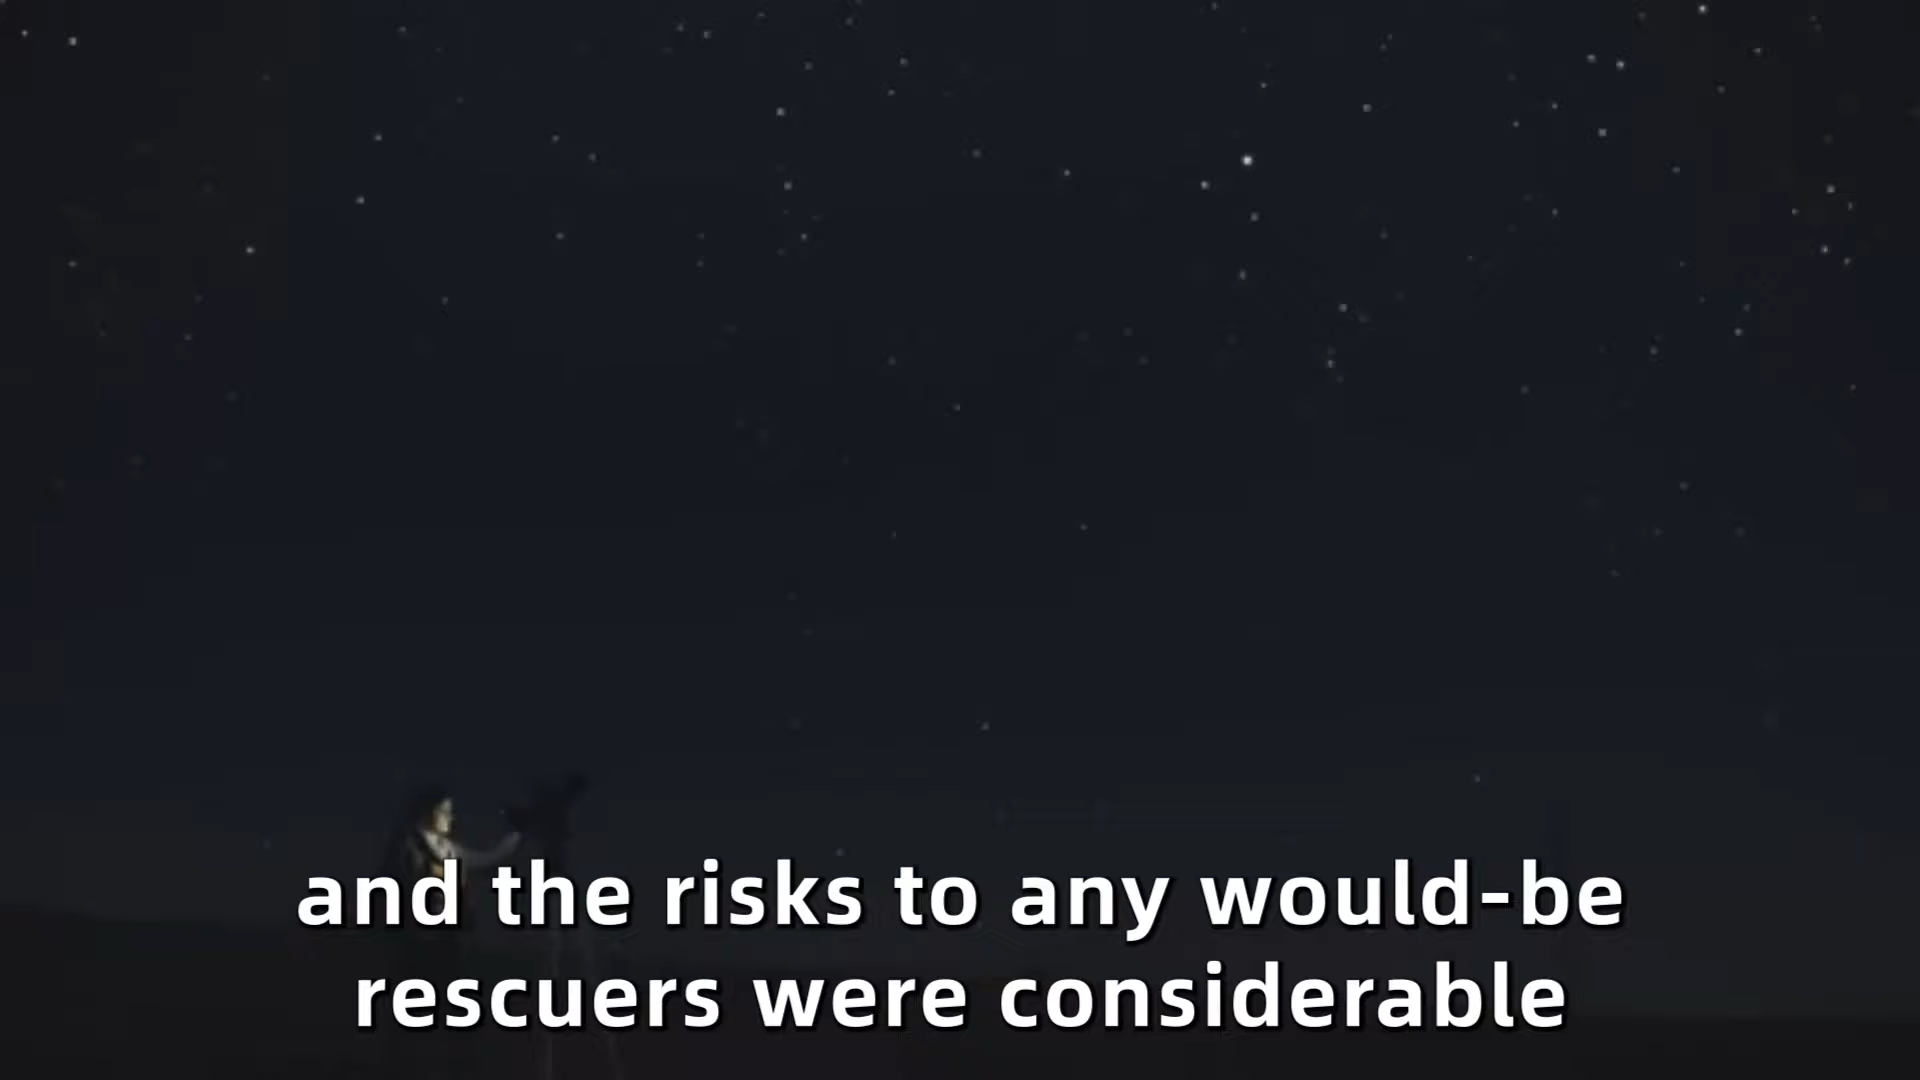 and the risks to any would-be
rescuers were considerable